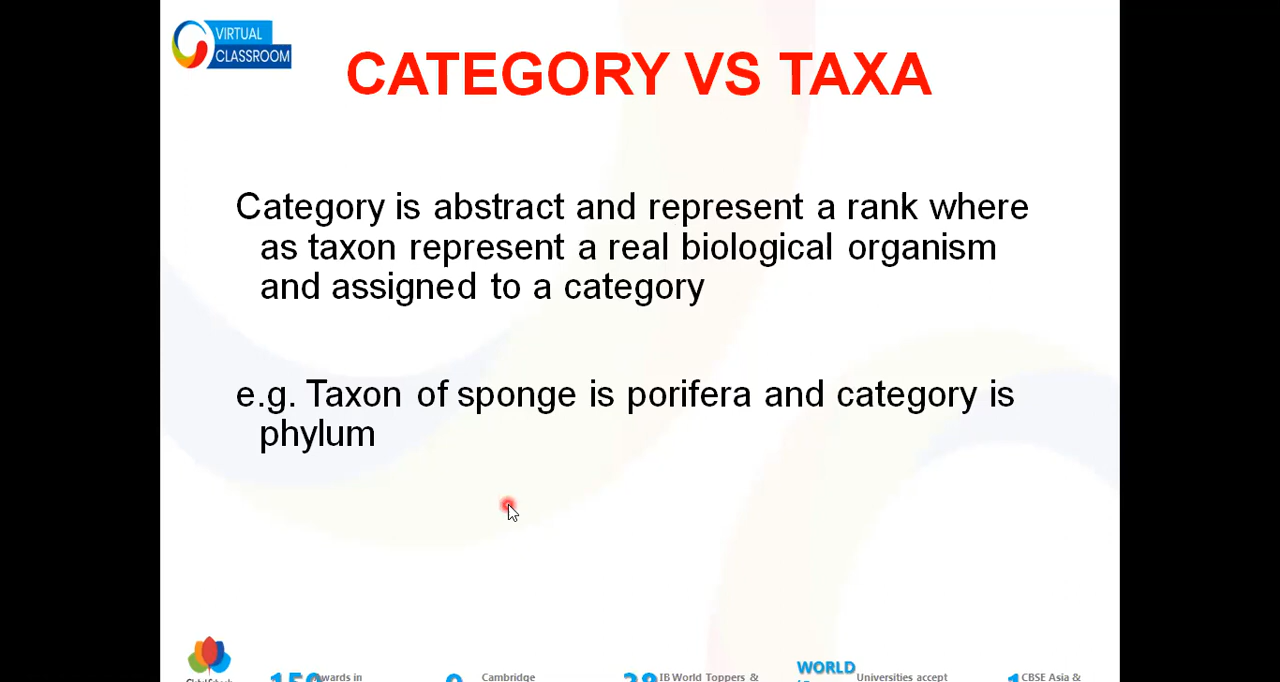 VIRTUAL
CLASSROOM
CATEGORY VS TAXA
Category is abstract and represent a rank where
as taxon represent a real biological organism
and assigned to a category
e.g. Taxon of sponge is porifera and category is
phylum
Awards in
Cambridge
IB World Toppers &
WORLD
Universities accept
CBSE Asia &